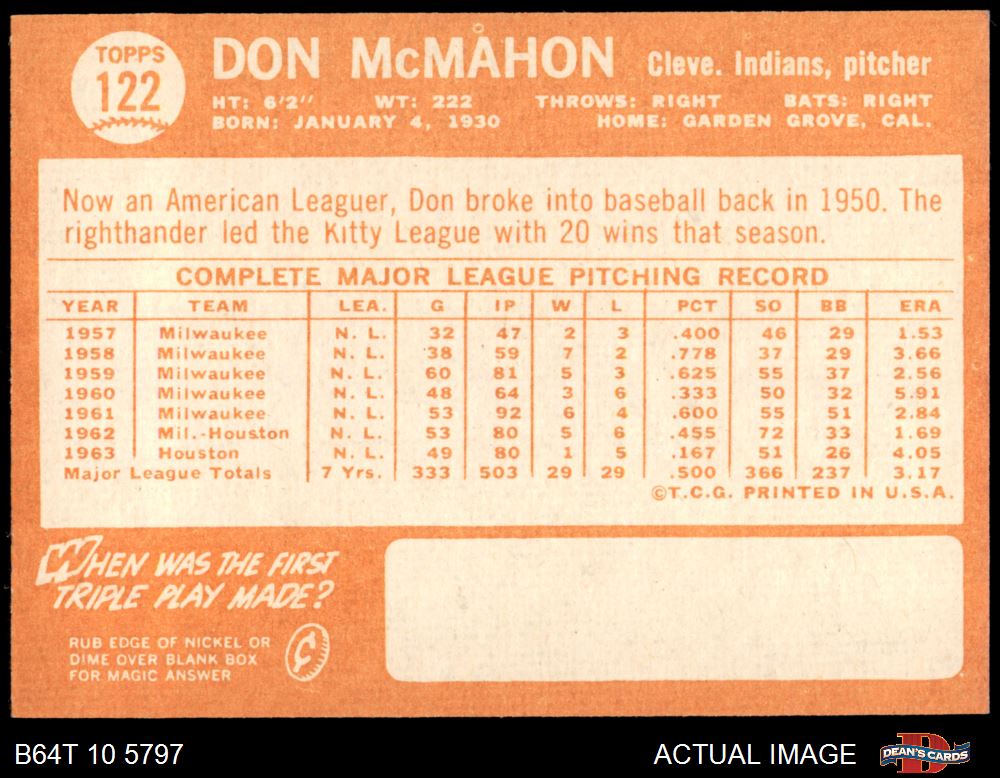 TOPPS
122
DON McMAHON Cleve. Indians, pitcher
HT: 6'2" WT: 222 THROWS: RIGHT BATS: RIGHT
BORN: JANUARY 4, 1930 HOME: GARDEN GROVE, CAL.
Now an American Leaguer, Don broke into baseball back in 1950. The
righthander led the Kitty League with 20 wins that season.
COMPLETE MAJOR LEAGUE PITCHING RECORD
YEAR TEAM LEA. G IP W L PCT SO BB ERA
1957 Milwaukee N. L. 32 47 2 3 .400 46 29 1.53
1958 Milwaukee N. L. 38 59 7 2 .778 37 29 3.66
1959 Milwaukee N. L. 60 81 5 3 .625 55 37 2.56
1960 Milwaukee N. L. 48 64 3 6 .333 50 32 5.91
1961 Milwaukee N. L. 53 92 6 4 .600 55 51 2.84
1962 Mil.-Houston N. L. 53 80 5 6 .455 72 33 1.69
1963 Houston N. L. 49 80 1 5 .167 51 26 4.05
Major League Totals 7 Yrs. 333 503 29 29 .500 366 237 3.17
©T.C.G. PRINTED IN U.S.A.
WHEN WAS THE FIRST
TRIPLE PLAY MADE?
RUB EDGE OF NICKEL OR
DIME OVER BLANK BOX
FOR MAGIC ANSWER
¢
B64T 10 5797 ACTUAL IMAGE DEAN'S CARDS